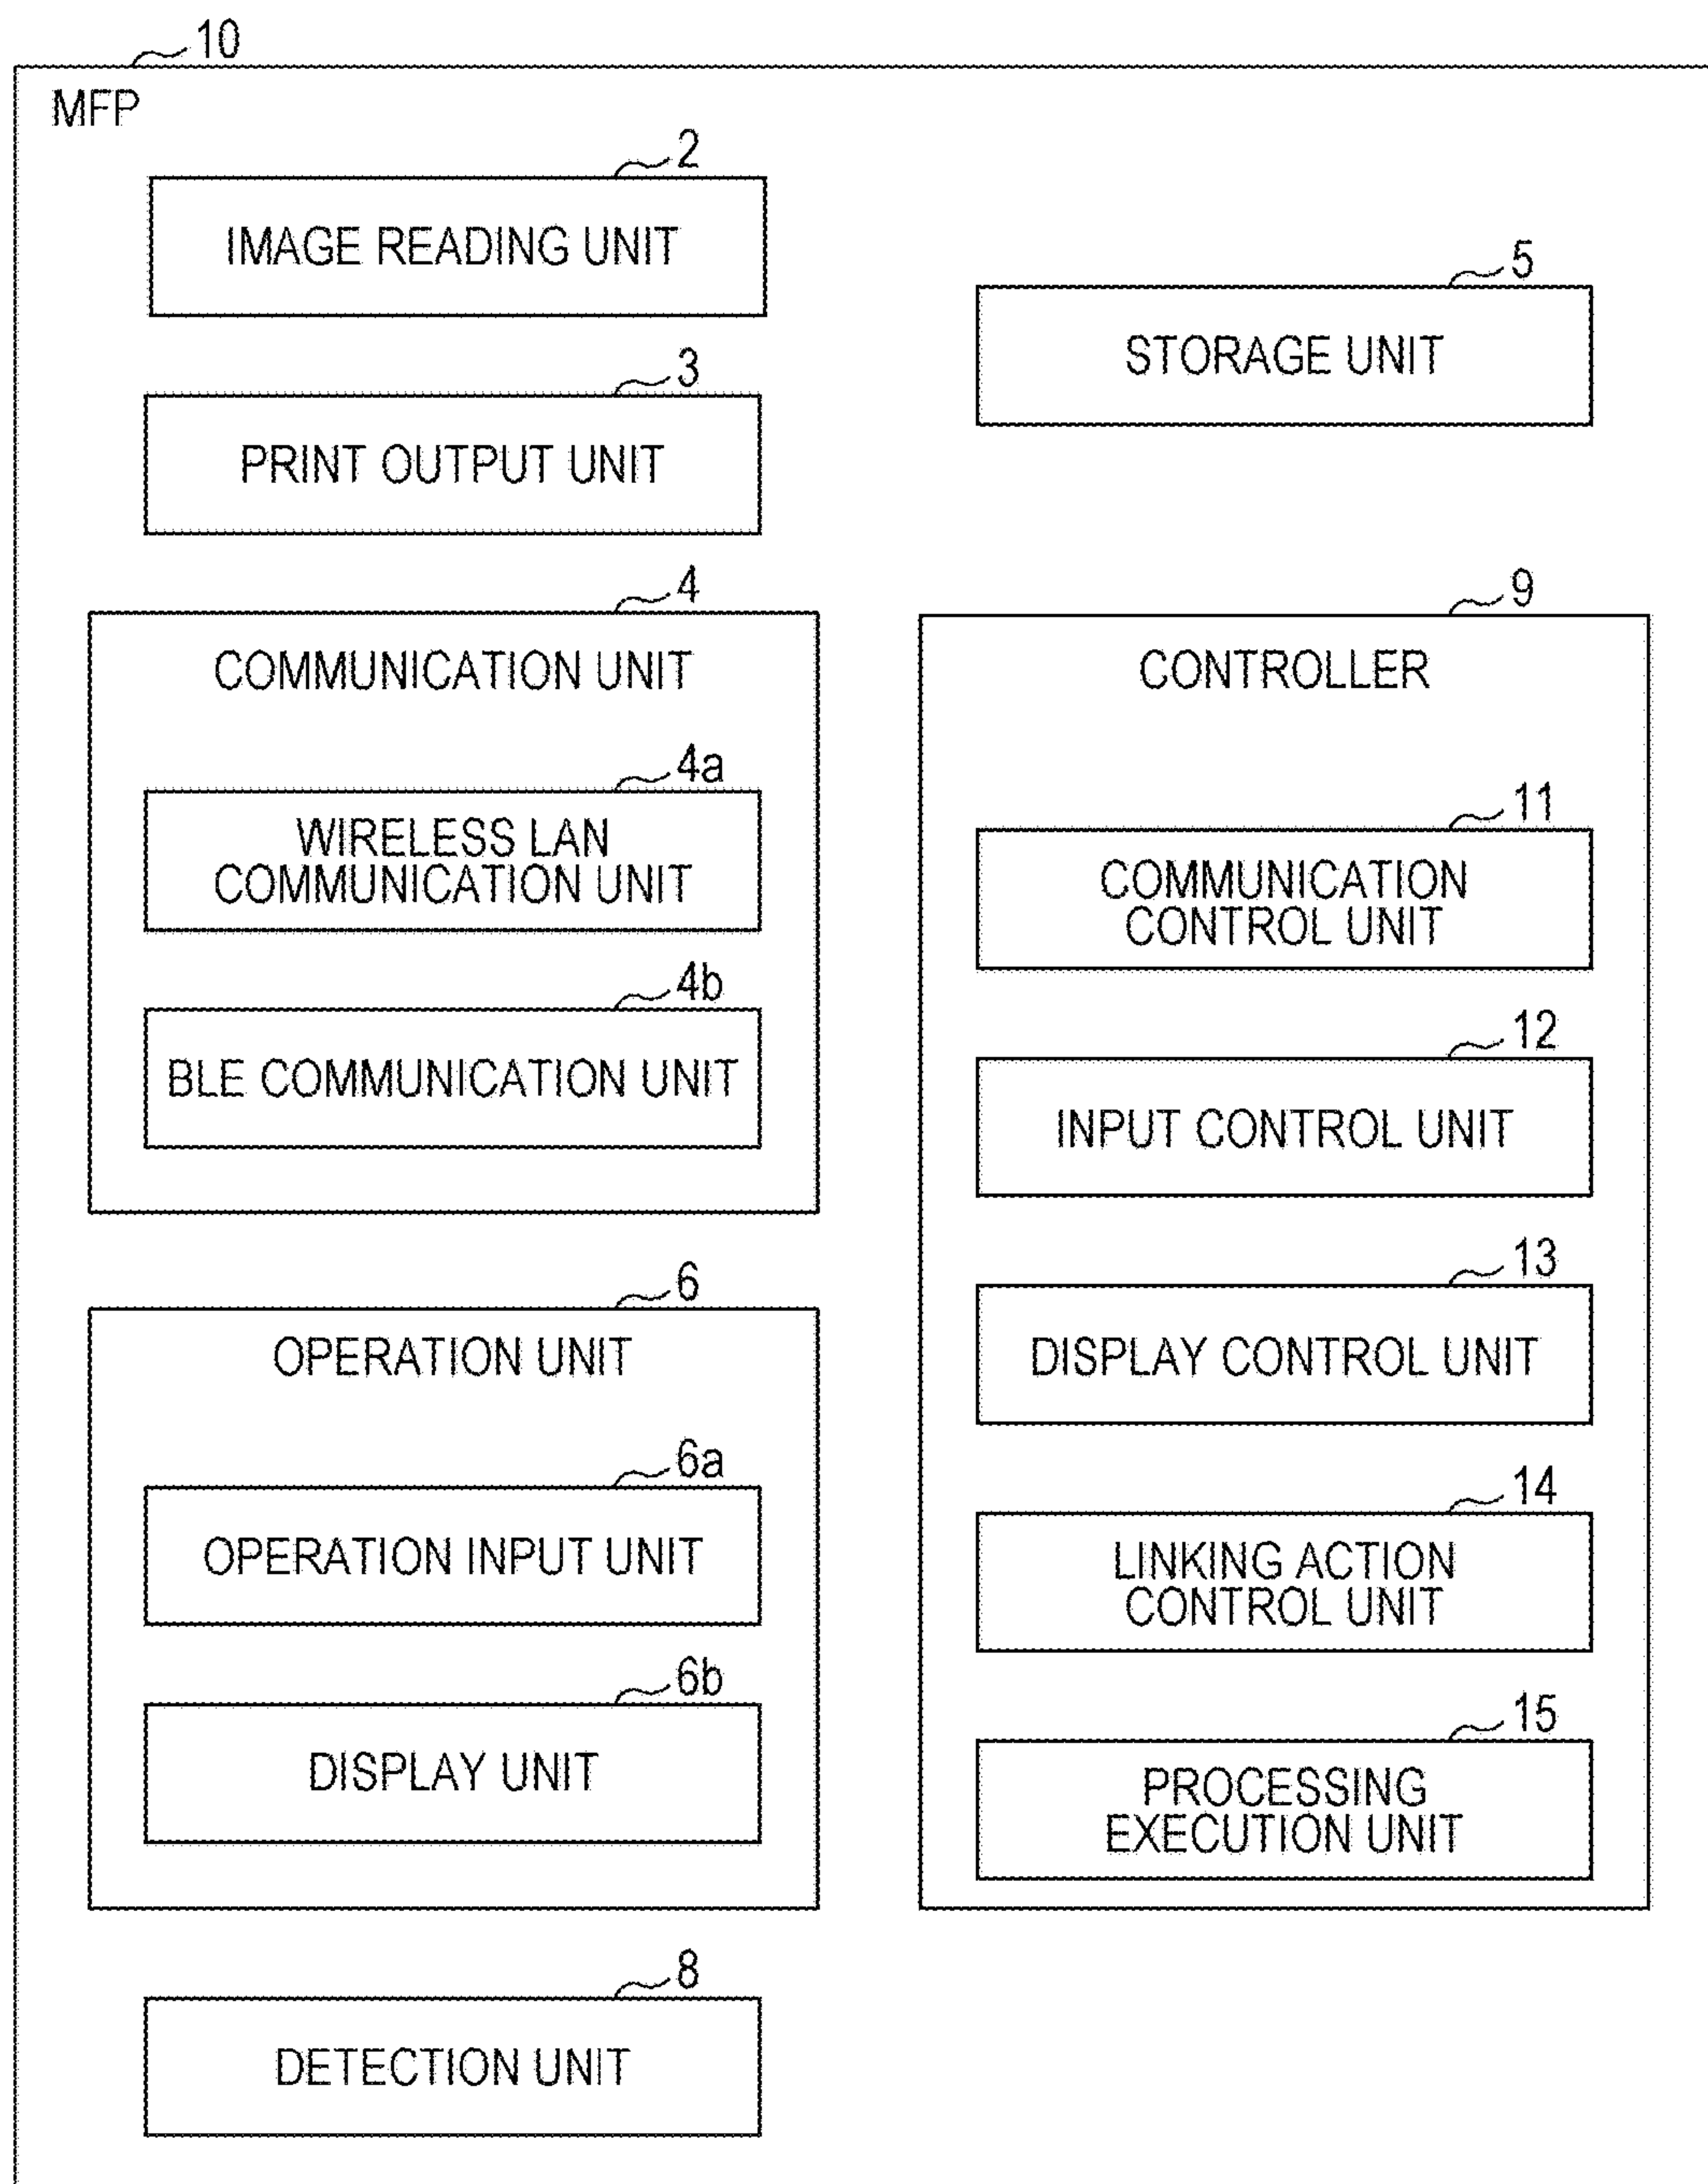 10
MFP
2
IMAGE READING UNIT
3
PRINT OUTPUT UNIT
4
COMMUNICATION UNIT
4a
WIRELESS LAN
COMMUNICATION UNIT
4b
BLE COMMUNICATION UNIT
6
OPERATION UNIT
6a
OPERATION INPUT UNIT
6b
DISPLAY UNIT
8
DETECTION UNIT
5
STORAGE UNIT
9
CONTROLLER
11
COMMUNICATION
CONTROL UNIT
12
INPUT CONTROL UNIT
13
DISPLAY CONTROL UNIT
14
LINKING ACTION
CONTROL UNIT
15
PROCESSING
EXECUTION UNIT